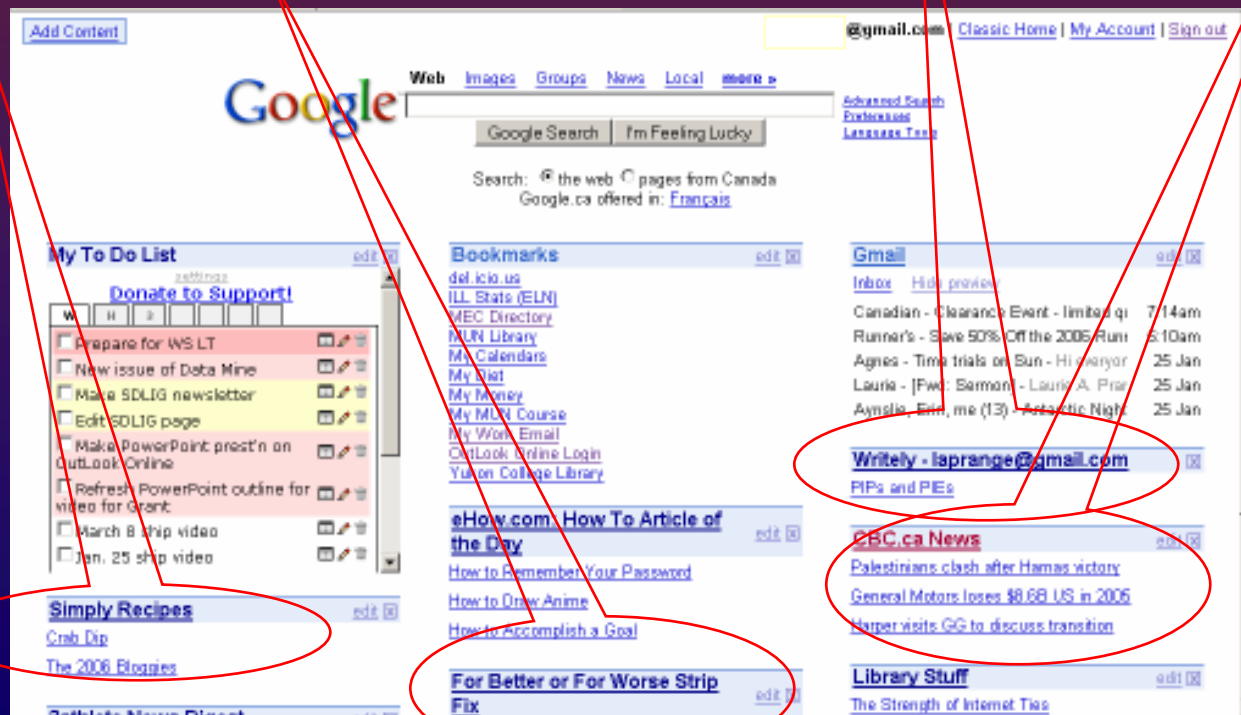 Add Content
@gmail.com | Classic Home | My Account | Sign out
Google
Web Images Groups News Local more »
Advanced Search
Preferences
Language Tools
Google Search I'm Feeling Lucky
Search: the web pages from Canada
Google.ca offered in: Français
My To Do List edit
settings
Donate to Support!
W H
Prepare for WS LT
New issue of Data Mine
Make SDLIG newsletter
Edit SDLIG page
Make PowerPoint prest'n on
OutLook Online
Refresh PowerPoint outline for
video for Grant
March 8 ship video
Jan. 25 ship video
Simply Recipes edit
Crab Dip
The 2006 Bloggies
edit
Bookmarks edit
del.icio.us
ILL Stats (ELN)
MEC Directory
MUN Library
My Calendars
My Diet
My Money
My MUN Course
My Work Email
OutLook Online Login
Yukon College Library
eHow.com: How To Article of
the Day edit
How to Remember Your Password
How to Draw Anime
How to Accomplish a Goal
For Better or For Worse Strip
Fix edit
Gmail edit
Inbox Hide preview
Canadian - Clearance Event - limited qu 7:14am
Runner's - Save 50% Off the 2006 Runn 6:10am
Agnes - Time trials on Sun - Hi everyor 25 Jan
Laurie - [Fwd: Sermon] - Laurie A. Prar 25 Jan
Aynslie, Erin, me (13) - Antarctic Night 25 Jan
Writely - laprange@gmail.com
PIPs and PIEs
CBC.ca News edit
Palestinians clash after Hamas victory
General Motors loses $8.6B US in 2005
Harper visits GG to discuss transition
Library Stuff edit
The Strength of Internet Ties